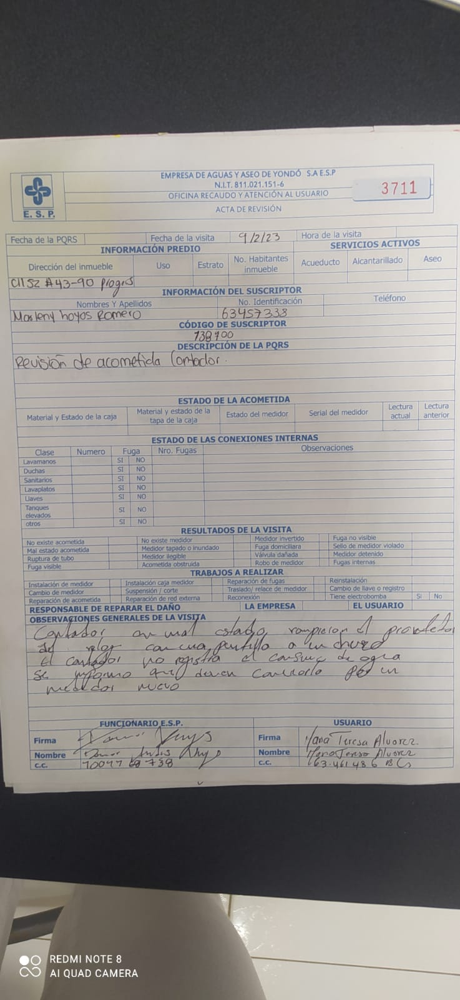 EMPRESA DE AGUAS Y ASEO DE YONDÓ S.A E.S.P
N.I.T. 811.021.151-6
OFICINA RECAUDO Y ATENCIÓN AL USUARIO
3711
E. S. P.
ACTA DE REVISIÓN
Fecha de la PQRS Fecha de la visita 9/2/23 Hora de la visita
INFORMACIÓN PREDIO SERVICIOS ACTIVOS
Dirección del inmueble Uso Estrato No. Habitantes inmueble Acueducto Alcantarillado Aseo
Cll 52 #43-90 progrs
INFORMACIÓN DEL SUSCRIPTOR
Nombres Y Apellidos No. Identificación Teléfono
Marleny hoyos Romero 63457338
CÓDIGO DE SUSCRIPTOR
138900
DESCRIPCIÓN DE LA PQRS
Revisión de acometida Contador.
ESTADO DE LA ACOMETIDA
Material y Estado de la caja Material y estado de la tapa de la caja Estado del medidor Serial del medidor Lectura actual Lectura anterior
ESTADO DE LAS CONEXIONES INTERNAS
Clase Numero Fuga Nro. Fugas Observaciones
Lavamanos SI NO
Duchas SI NO
Sanitarios SI NO
Lavaplatos SI NO
Llaves SI NO
Tanques elevados SI NO
otros SI NO
RESULTADOS DE LA VISITA
No existe acometida No existe medidor Medidor invertido Fuga no visible
Mal estado acometida Medidor tapado o inundado Fuga domiciliara Sello de medidor violado
Ruptura de tubo Medidor ilegible Válvula dañada Medidor detenido
Fuga visible Acometida obstruida Robo de medidor Fugas internas
TRABAJOS A REALIZAR
Instalación de medidor Instalación caja medidor Reparación de fugas Reinstalación
Cambio de medidor Suspensión / corte Traslado/ relace de medidor Cambio de llave o registro
Reparación de acometida Reparación de red externa Reconexión Tiene electrobomba Si No
RESPONSABLE DE REPARAR EL DAÑO LA EMPRESA EL USUARIO
OBSERVACIONES GENERALES DE LA VISITA
Contador en mal estado, rompieron el
del reloj con una puntilla o un
El contador no registra el consumo de agua
se informo que deven cambiarlo por un
medidor nuevo
FUNCIONARIO E.S.P. USUARIO
Firma Firma Maria Teresa Alvarez
Nombre Nombre Maria Teresa Alvarez
C.C. C.C. 63.461486
REDMI NOTE 8
AI QUAD CAMERA